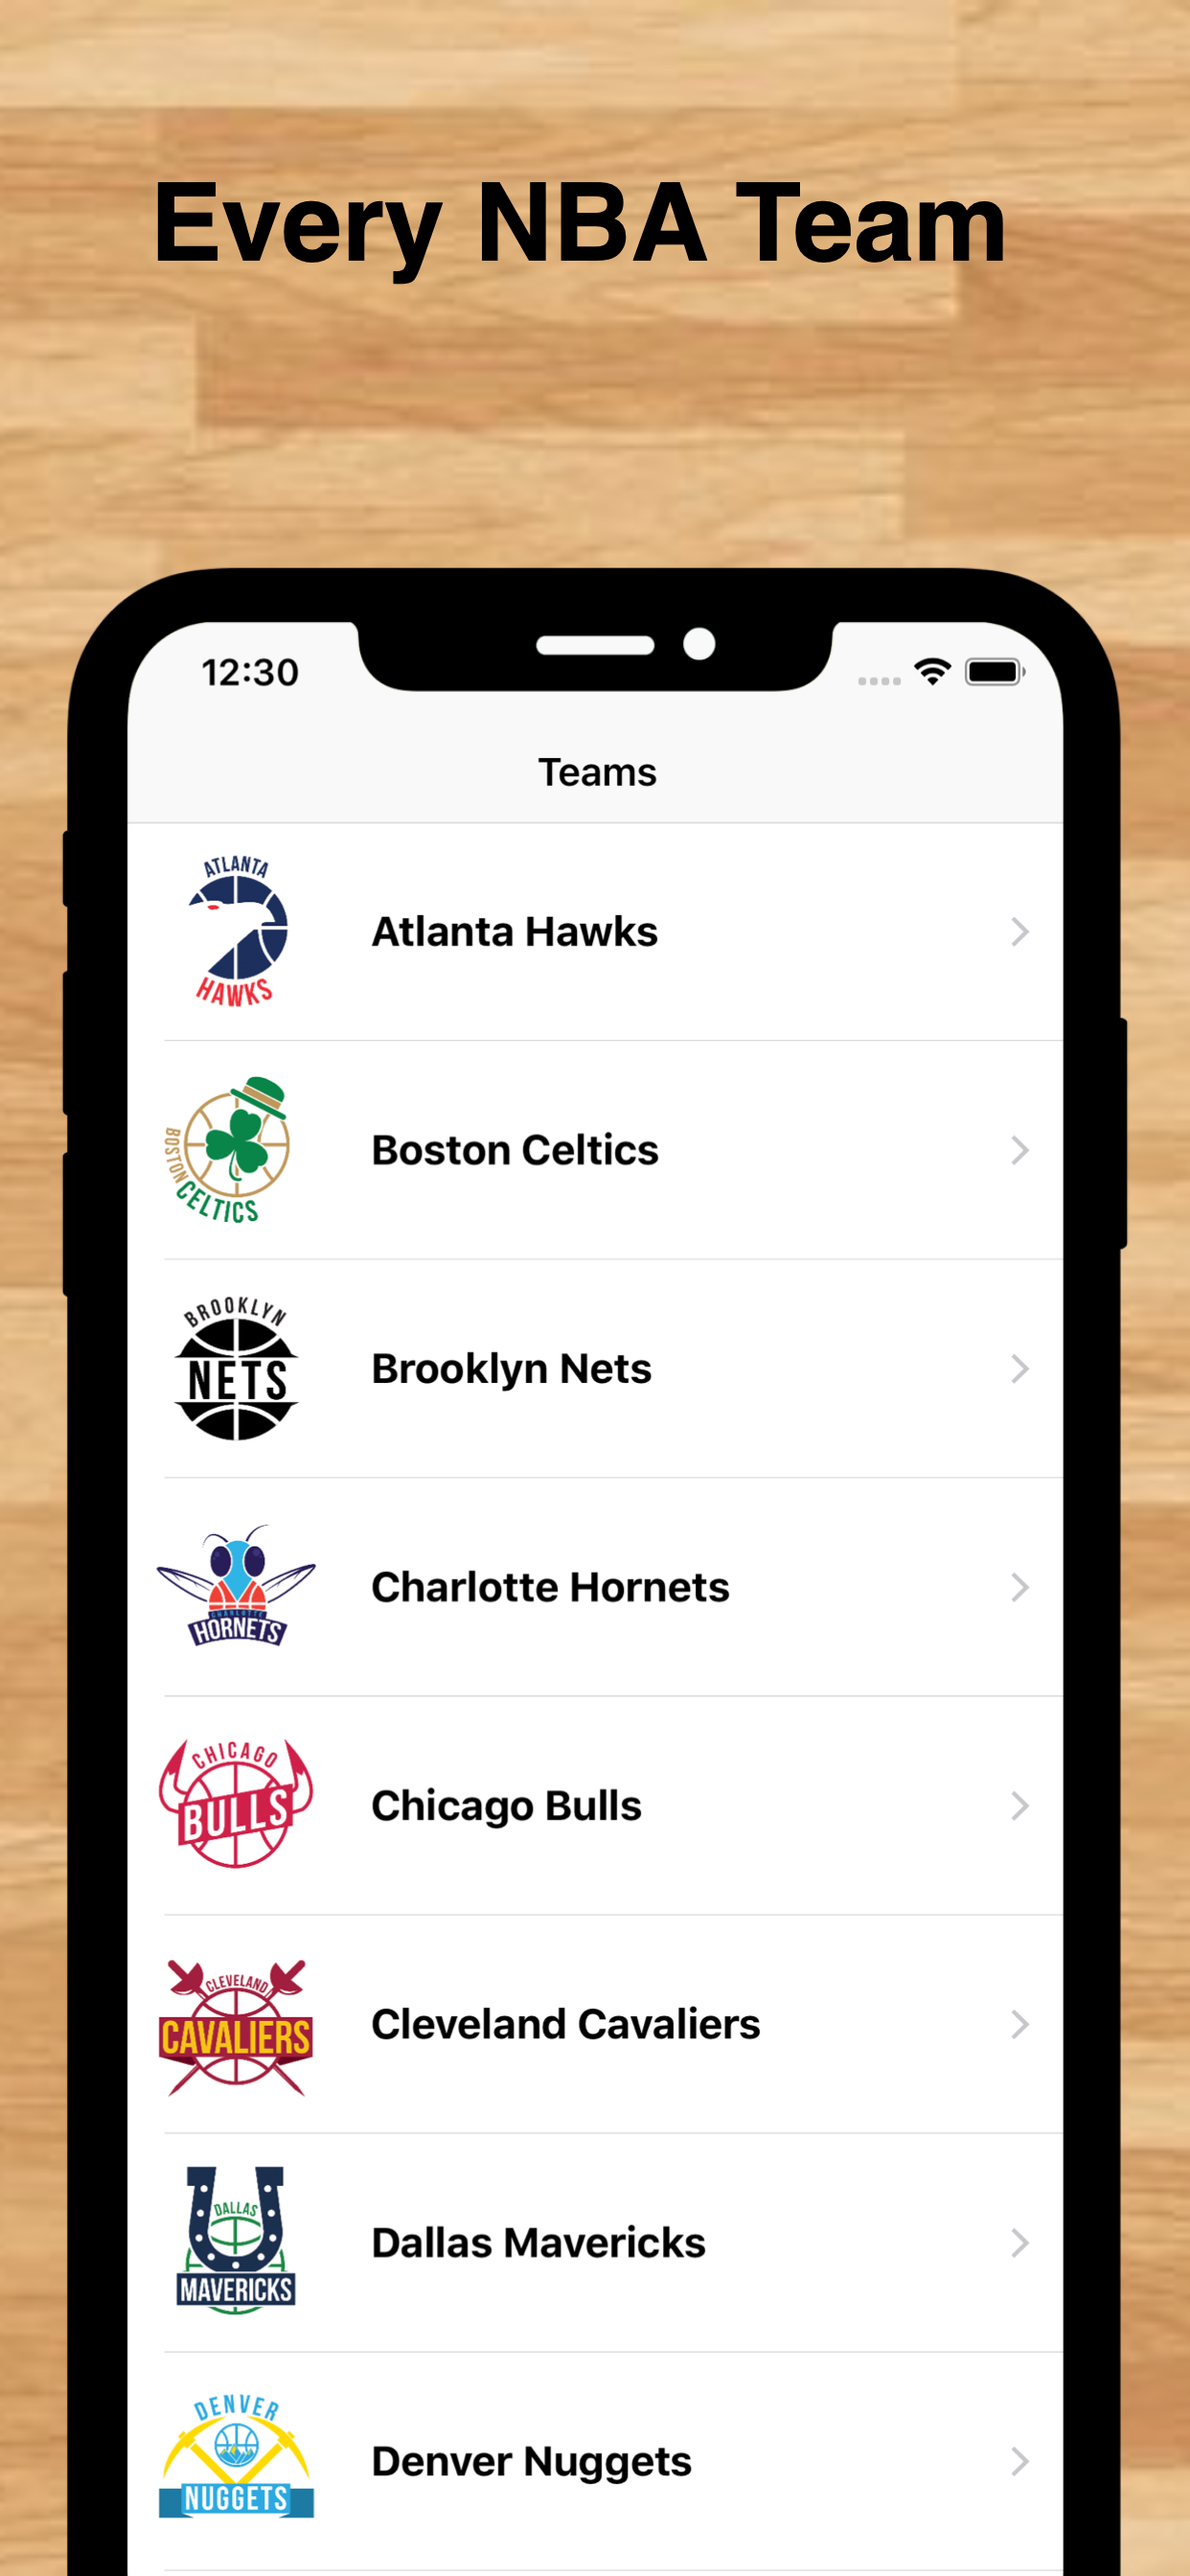 Every NBA Team
12:30
Teams
ATLANTA
HAWKS
Atlanta Hawks
BOSTON
CELTICS
Boston Celtics
BROOKLYN
NETS
Brooklyn Nets
CHARLOTTE
HORNETS
Charlotte Hornets
CHICAGO
BULLS
Chicago Bulls
CLEVELAND
CAVALIERS
Cleveland Cavaliers
DALLAS
MAVERICKS
Dallas Mavericks
DENVER
NUGGETS
Denver Nuggets